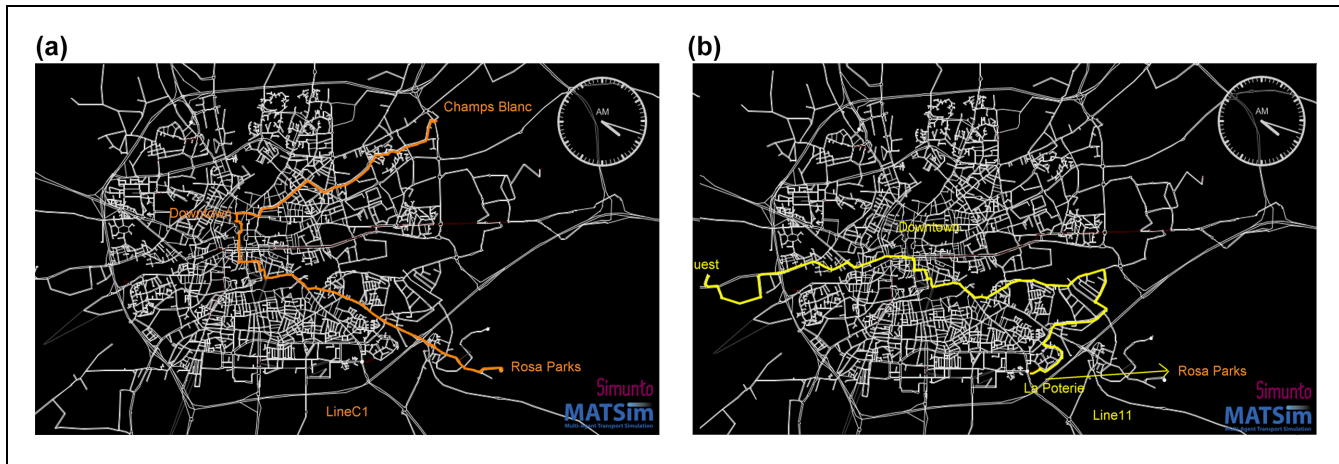 (a)
Champs Blanc
AM
Downtown
Rosa Parks
LineC1
Simunto
MATSim
Multi-Agent Transport Simulation
(b)
AM
Downtown
uest
La Poterie
Rosa Parks
Line11
Simunto
MATSim
Multi-Agent Transport Simulation